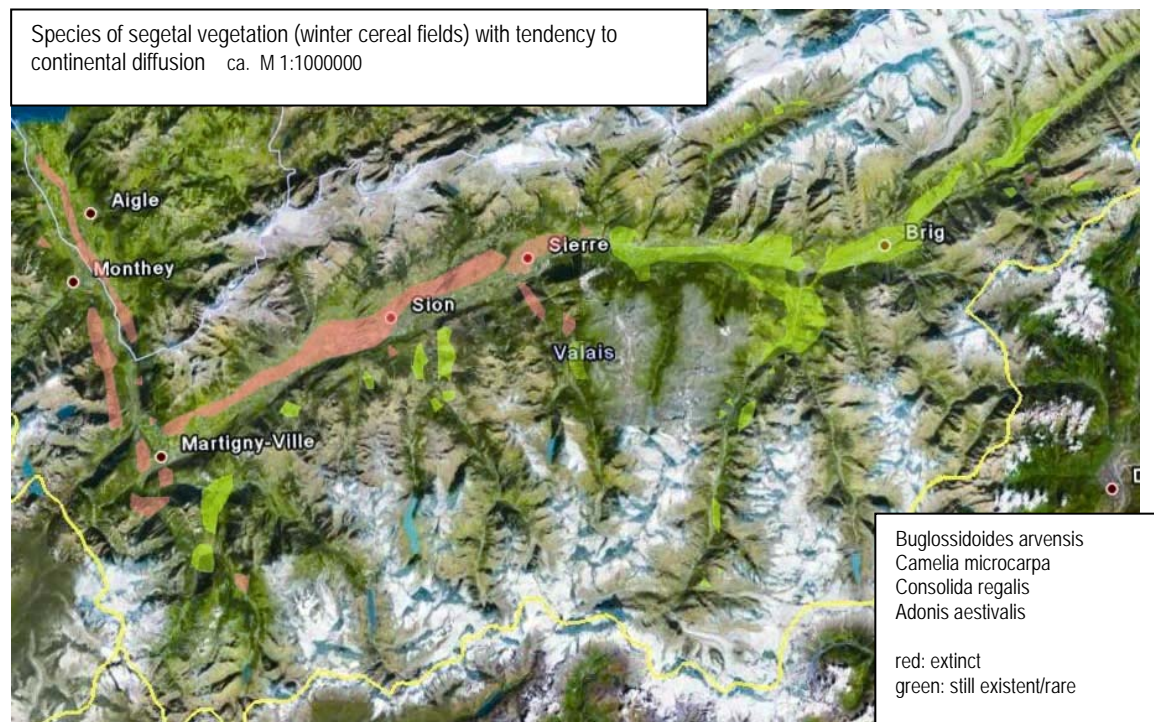 Species of segetal vegetation (winter cereal fields) with tendency to
continental diffusion ca. M 1:1000000
Aigle
Monthey
Sierre
Brig
Sion
Valais
Martigny-Ville
D
Buglossidoides arvensis
Camelia microcarpa
Consolida regalis
Adonis aestivalis
red: extinct
green: still existent/rare